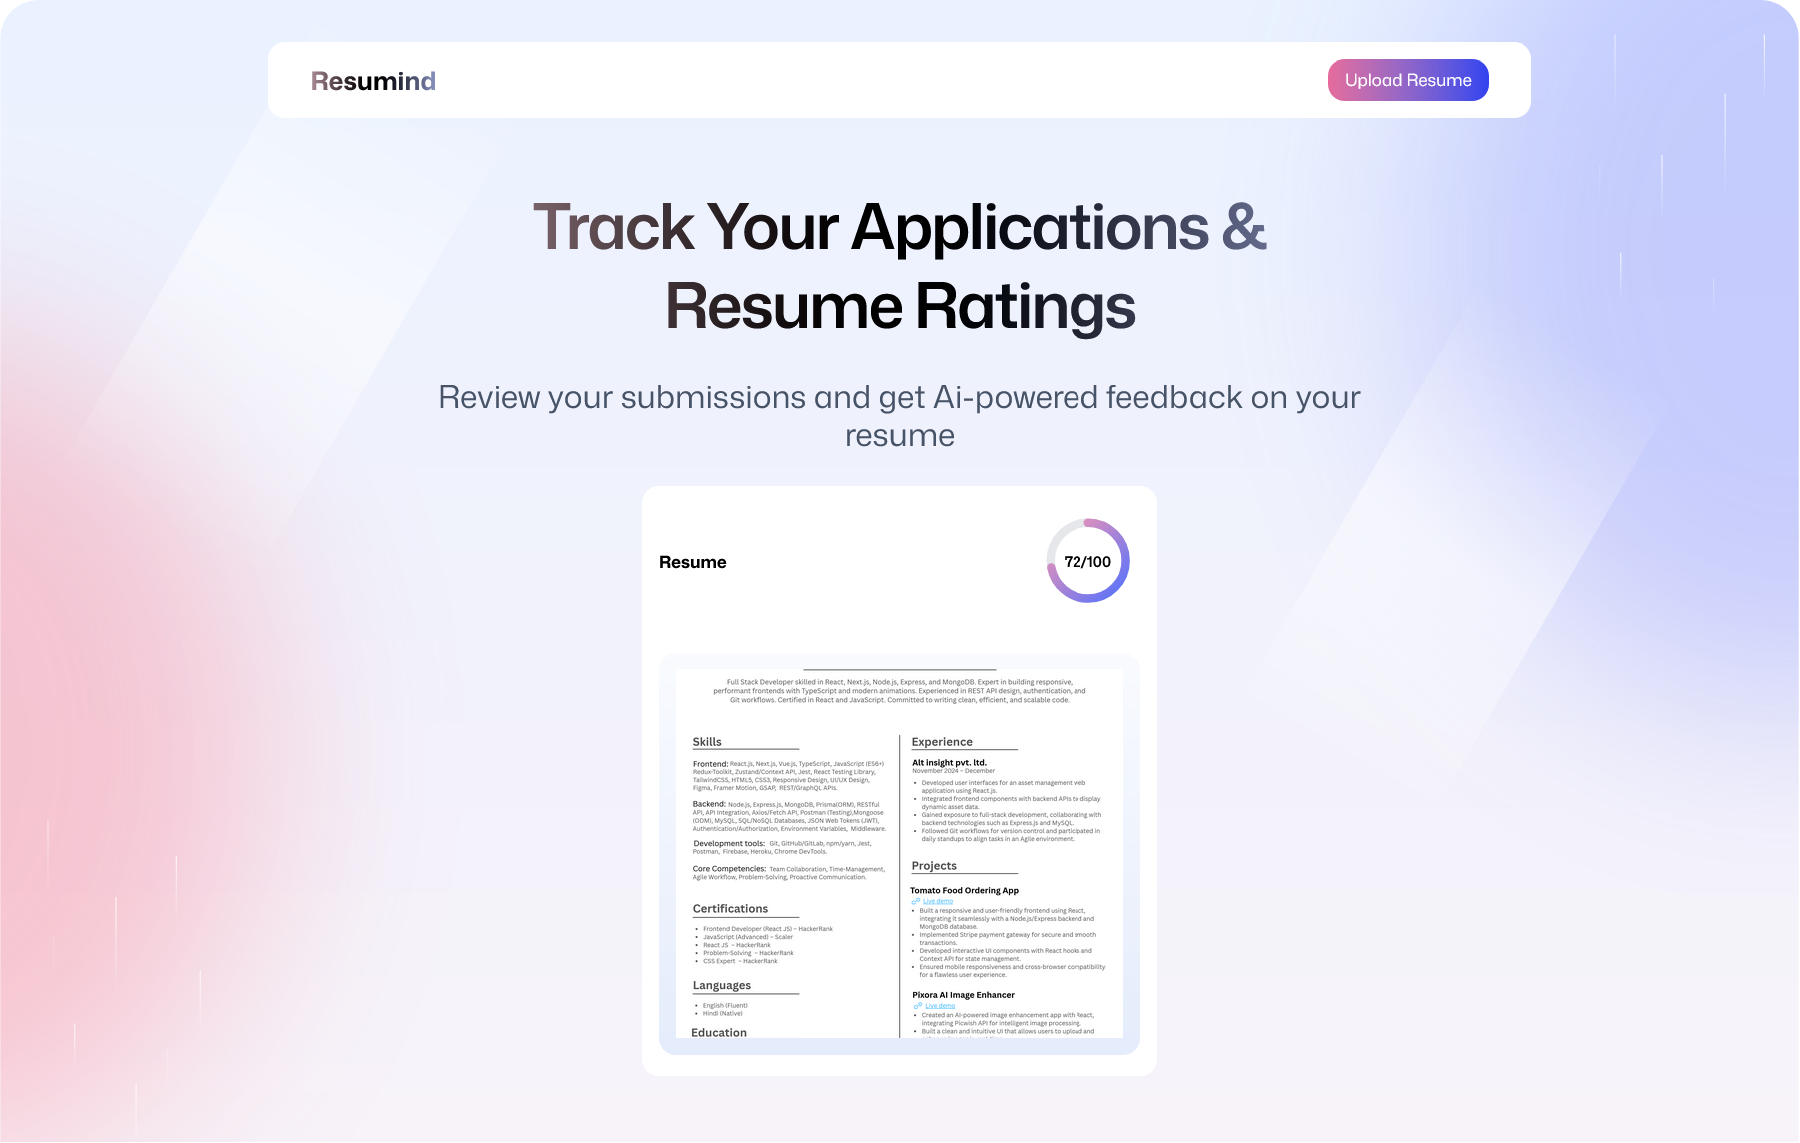 Resumind
Upload Resume
Track Your Applications &
Resume Ratings
Review your submissions and get Ai-powered feedback on your
resume
Resume
72/100
Full Stack Developer skilled in React, Next.js, Node.js, Express, and MongoDB. Expert in building responsive,
performant frontends with TypeScript and modern animations. Experienced in REST API design, authentication, and
Git workflows. Certified in React and JavaScript. Committed to writing clean, efficient, and scalable code.
Skills
Frontend: React.js, Next.js, Vue.js, TypeScript, JavaScript (ES6+)
Redux-Toolkit, Zustand/Context API, Jest, React Testing Library,
TailwindCSS, HTML5, CSS3, Responsive Design, UI/UX Design,
Figma, Framer Motion, GSAP, REST/GraphQL APIs.
Backend: Node.js, Express.js, MongoDB, Prisma(ORM), RESTful
API, API Integration, Axios/Fetch API, Postman (Testing),Mongoose
(ODM), MySQL, SQL/NoSQL Databases, JSON Web Tokens (JWT),
Authentication/Authorization, Environment Variables, Middleware.
Development tools: Git, GitHub/GitLab, npm/yarn, Jest,
Postman, Firebase, Heroku, Chrome DevTools.
Core Competencies: Team Collaboration, Time-Management,
Agile Workflow, Problem-Solving, Proactive Communication.
Certifications
• Frontend Developer (React JS) – HackerRank
• JavaScript (Advanced) – Scaler
• React JS – HackerRank
• Problem-Solving – HackerRank
• CSS Expert – HackerRank
Languages
• English (Fluent)
• Hindi (Native)
Education
Experience
Alt insight pvt. ltd.
November 2024 – December
• Developed user interfaces for an asset management web
application using React.js.
• Integrated frontend components with backend APIs to display
dynamic asset data.
• Gained exposure to full-stack development, collaborating with
backend technologies such as Express.js and MySQL.
• Followed Git workflows for version control and participated in
daily standups to align tasks in an Agile environment.
Projects
Tomato Food Ordering App
Live demo
• Built a responsive and user-friendly frontend using React,
integrating it seamlessly with a Node.js/Express backend and
MongoDB database.
• Implemented Stripe payment gateway for secure and smooth
transactions.
• Developed interactive UI components with React hooks and
Context API for state management.
• Ensured mobile responsiveness and cross-browser compatibility
for a flawless user experience.
Pixora AI Image Enhancer
Live demo
• Created an AI-powered image enhancement app with React,
integrating Picwish API for intelligent image processing.
• Built a clean and intuitive UI that allows users to upload and